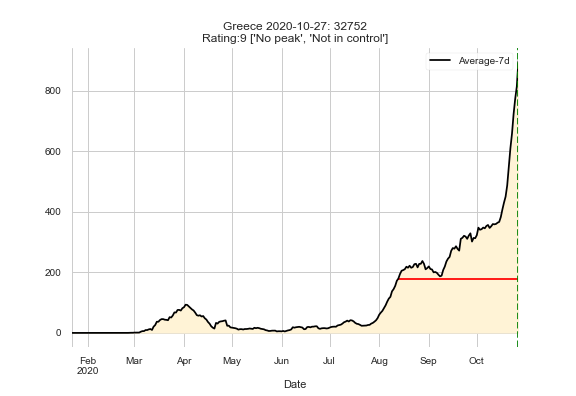 Greece 2020-10-27: 32752
Rating:9 ['No peak', 'Not in control']
Average-7d
800
600
400
200
0
Feb Mar Apr May Jun Jul Aug Sep Oct
2020
Date